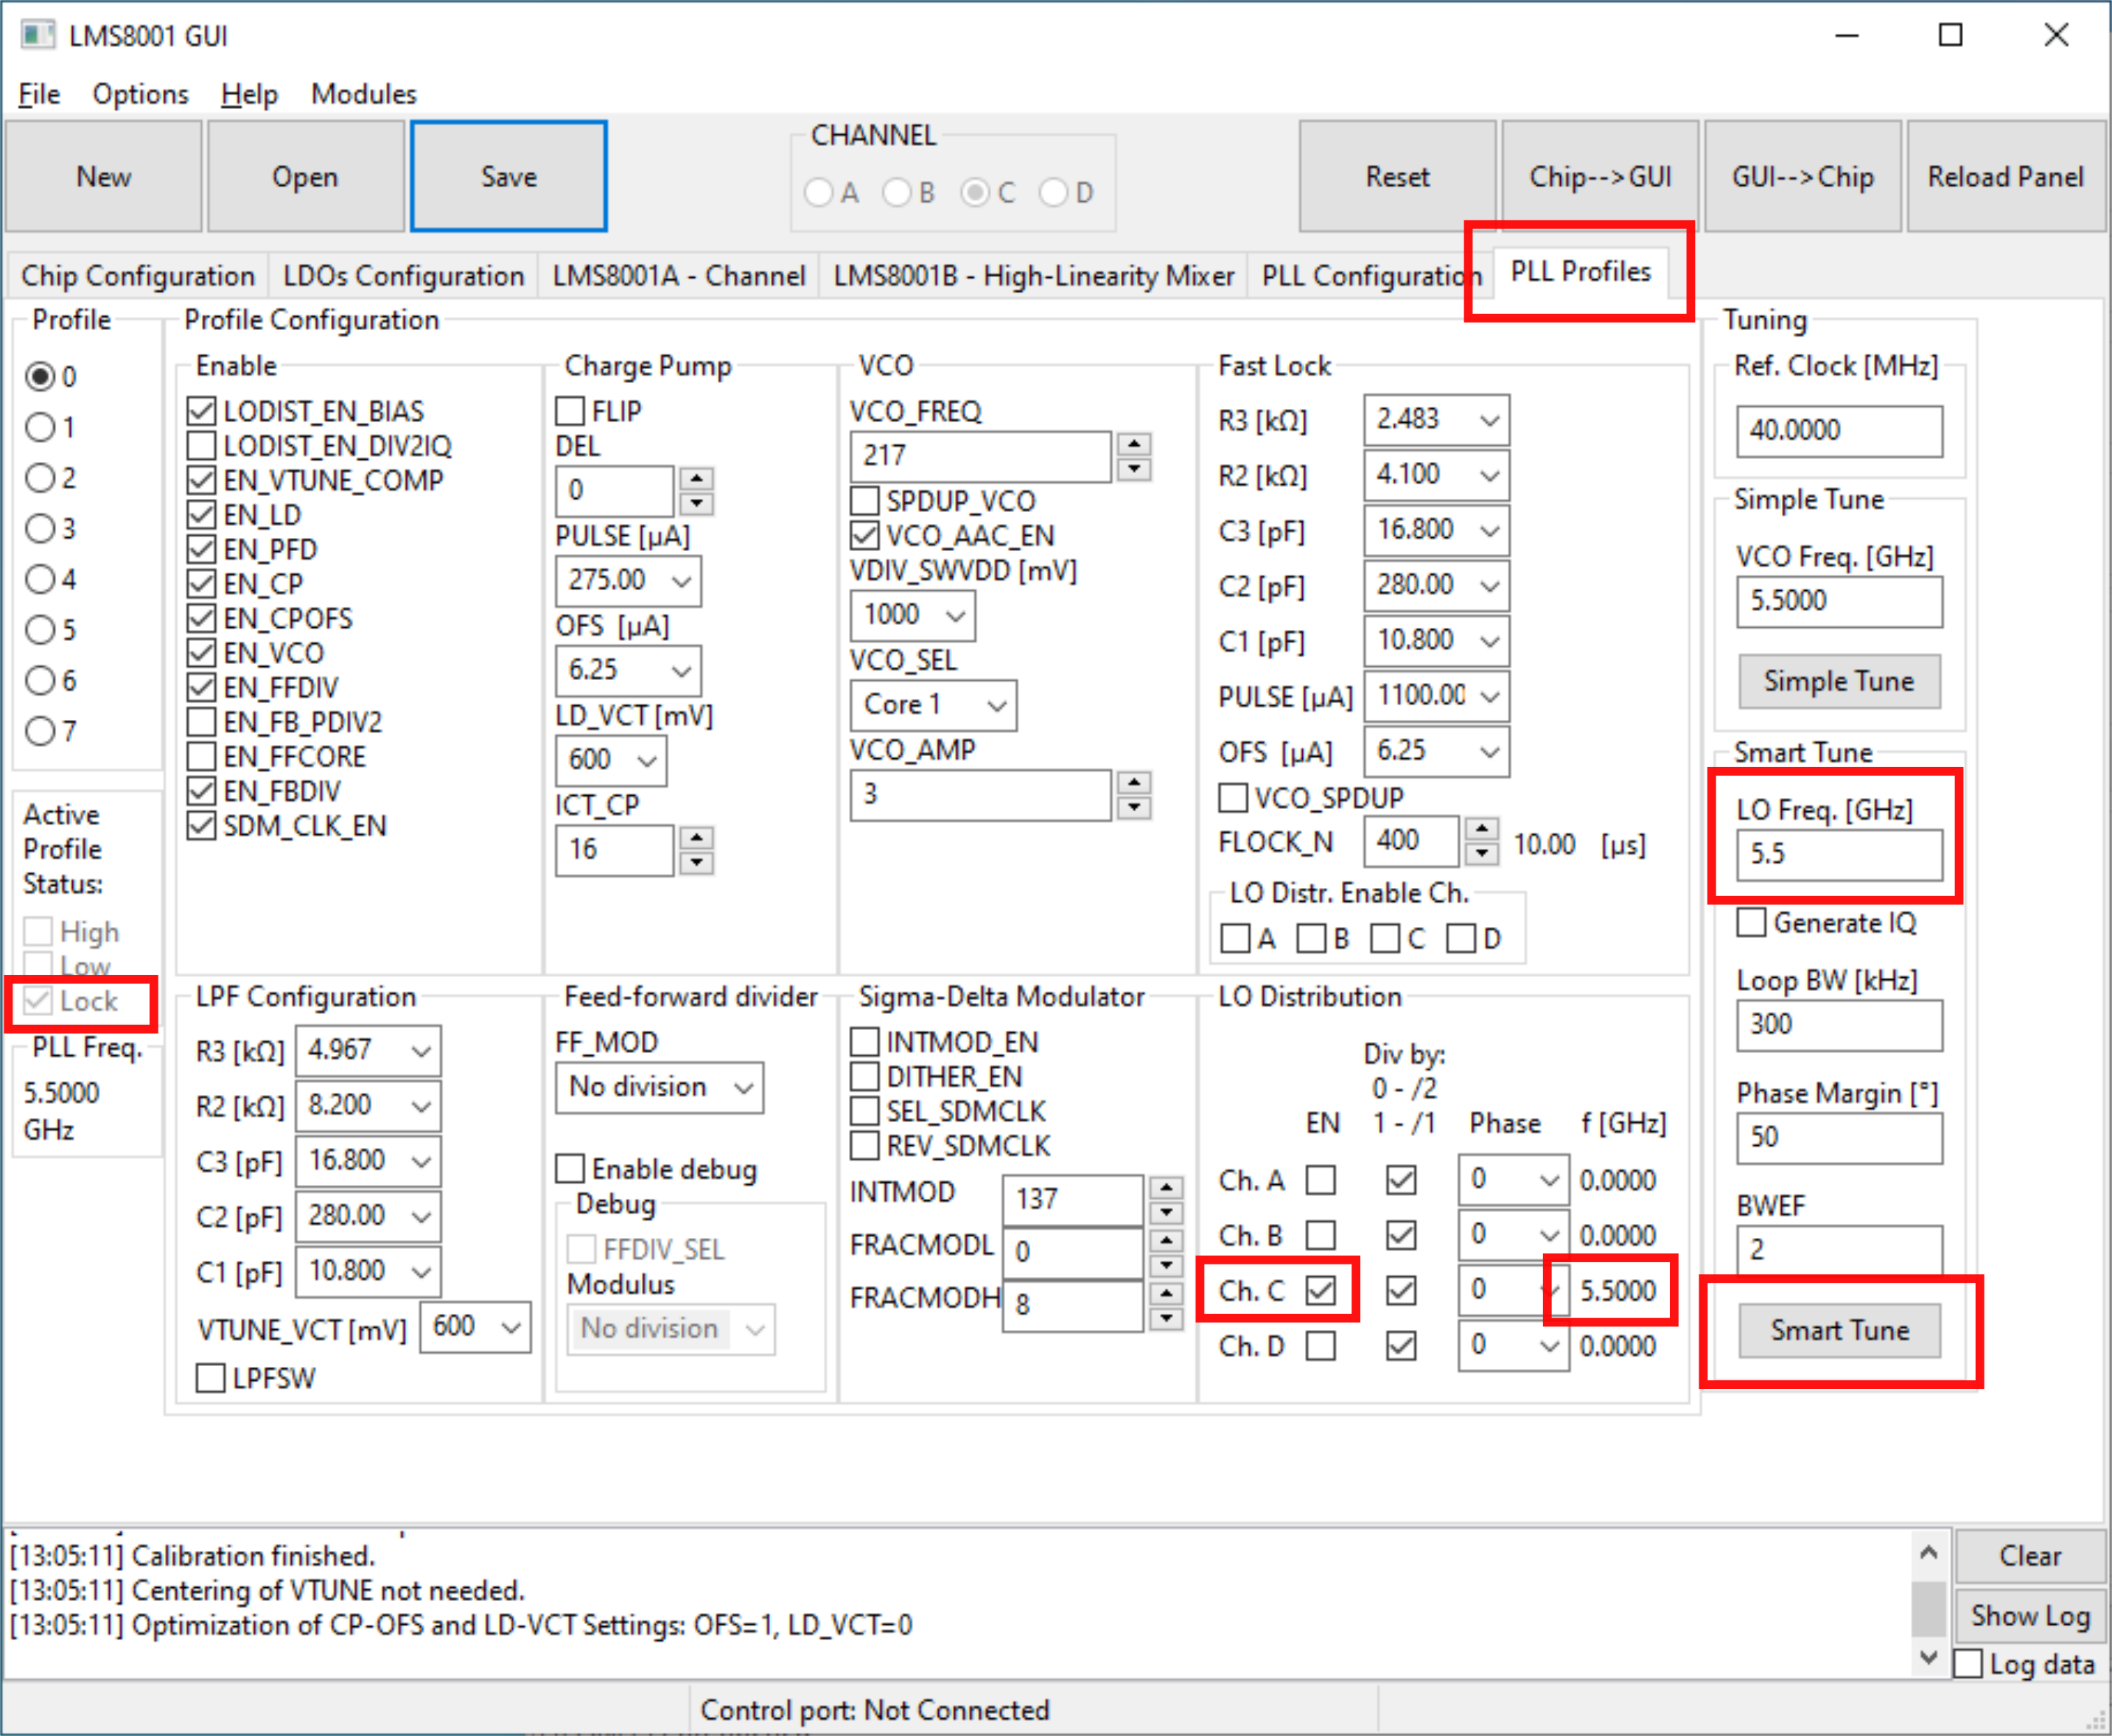 LMS8001 GUI
File Options Help Modules
New Open Save
CHANNEL
A B C D
Reset Chip-->GUI GUI-->Chip Reload Panel
Chip Configuration LDOs Configuration LMS8001A - Channel LMS8001B - High-Linearity Mixer PLL Configuration PLL Profiles
Profile
0
1
2
3
4
5
6
7
Active
Profile
Status:
High
Low
Lock
PLL Freq.
5.5000
GHz
Profile Configuration
Enable
LODIST_EN_BIAS
LODIST_EN_DIV2IQ
EN_VTUNE_COMP
EN_LD
EN_PFD
EN_CP
EN_CPOFS
EN_VCO
EN_FFDIV
EN_FB_PDIV2
EN_FFCORE
EN_FBDIV
SDM_CLK_EN
Charge Pump
FLIP
DEL
0
PULSE [µA]
275.00
OFS [µA]
6.25
LD_VCT [mV]
600
ICT_CP
16
VCO
VCO_FREQ
217
SPDUP_VCO
VCO_AAC_EN
VDIV_SWVDD [mV]
1000
VCO_SEL
Core 1
VCO_AMP
3
Fast Lock
R3 [kΩ] 2.483
R2 [kΩ] 4.100
C3 [pF] 16.800
C2 [pF] 280.00
C1 [pF] 10.800
PULSE [µA] 1100.00
OFS [µA] 6.25
VCO_SPDUP
FLOCK_N 400 10.00 [µs]
LO Distr. Enable Ch.
A B C D
LPF Configuration
R3 [kΩ] 4.967
R2 [kΩ] 8.200
C3 [pF] 16.800
C2 [pF] 280.00
C1 [pF] 10.800
VTUNE_VCT [mV] 600
LPFSW
Feed-forward divider
FF_MOD
No division
Enable debug
Debug
FFDIV_SEL
Modulus
No division
Sigma-Delta Modulator
INTMOD_EN
DITHER_EN
SEL_SDMCLK
REV_SDMCLK
INTMOD 137
FRACMODL 0
FRACMODH 8
LO Distribution
Div by:
0 - /2
EN 1 - /1 Phase f [GHz]
Ch. A 0 0.0000
Ch. B 0 0.0000
Ch. C 0 5.5000
Ch. D 0 0.0000
Tuning
Ref. Clock [MHz]
40.0000
Simple Tune
VCO Freq. [GHz]
5.5000
Simple Tune
Smart Tune
LO Freq. [GHz]
5.5
Generate IQ
Loop BW [kHz]
300
Phase Margin [°]
50
BWEF
2
Smart Tune
[13:05:11] Calibration finished.
[13:05:11] Centering of VTUNE not needed.
[13:05:11] Optimization of CP-OFS and LD-VCT Settings: OFS=1, LD_VCT=0
Clear
Show Log
Log data
Control port: Not Connected